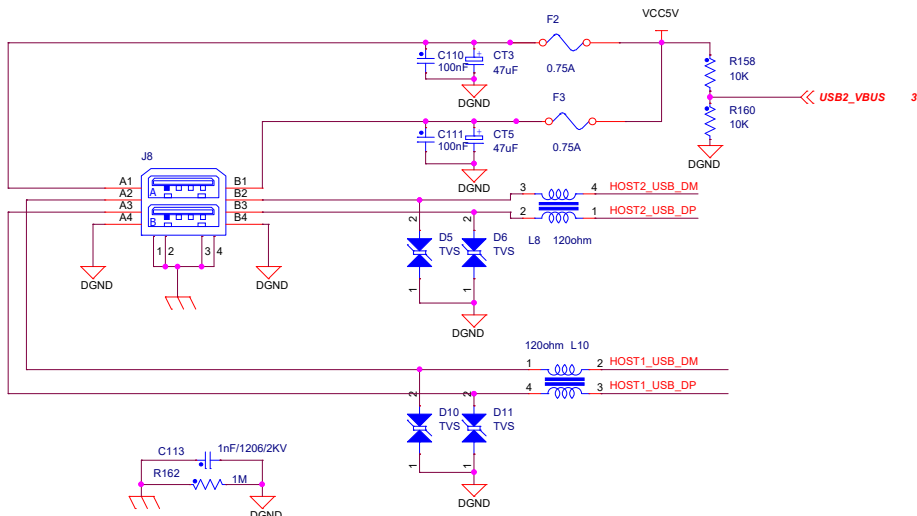 F2
VCC5V
C110
100nF
CT3
47uF
0.75A
R158
10K
DGND
USB2_VBUS 3
F3
R160
10K
C111
100nF
CT5
47uF
0.75A
DGND
DGND
J8
A1
A2
A3
A4
B1
B2
B3
B4
A
B
1 2 3 4
3 4 HOST2_USB_DM
2 1 HOST2_USB_DP
L8 120ohm
2 2
D5
TVS
D6
TVS
1 1
DGND
DGND
DGND
120ohm L10
1 2 HOST1_USB_DM
4 3 HOST1_USB_DP
2 2
D10
TVS
D11
TVS
1 1
DGND
C113 1nF/1206/2KV
R162 1M
DGND